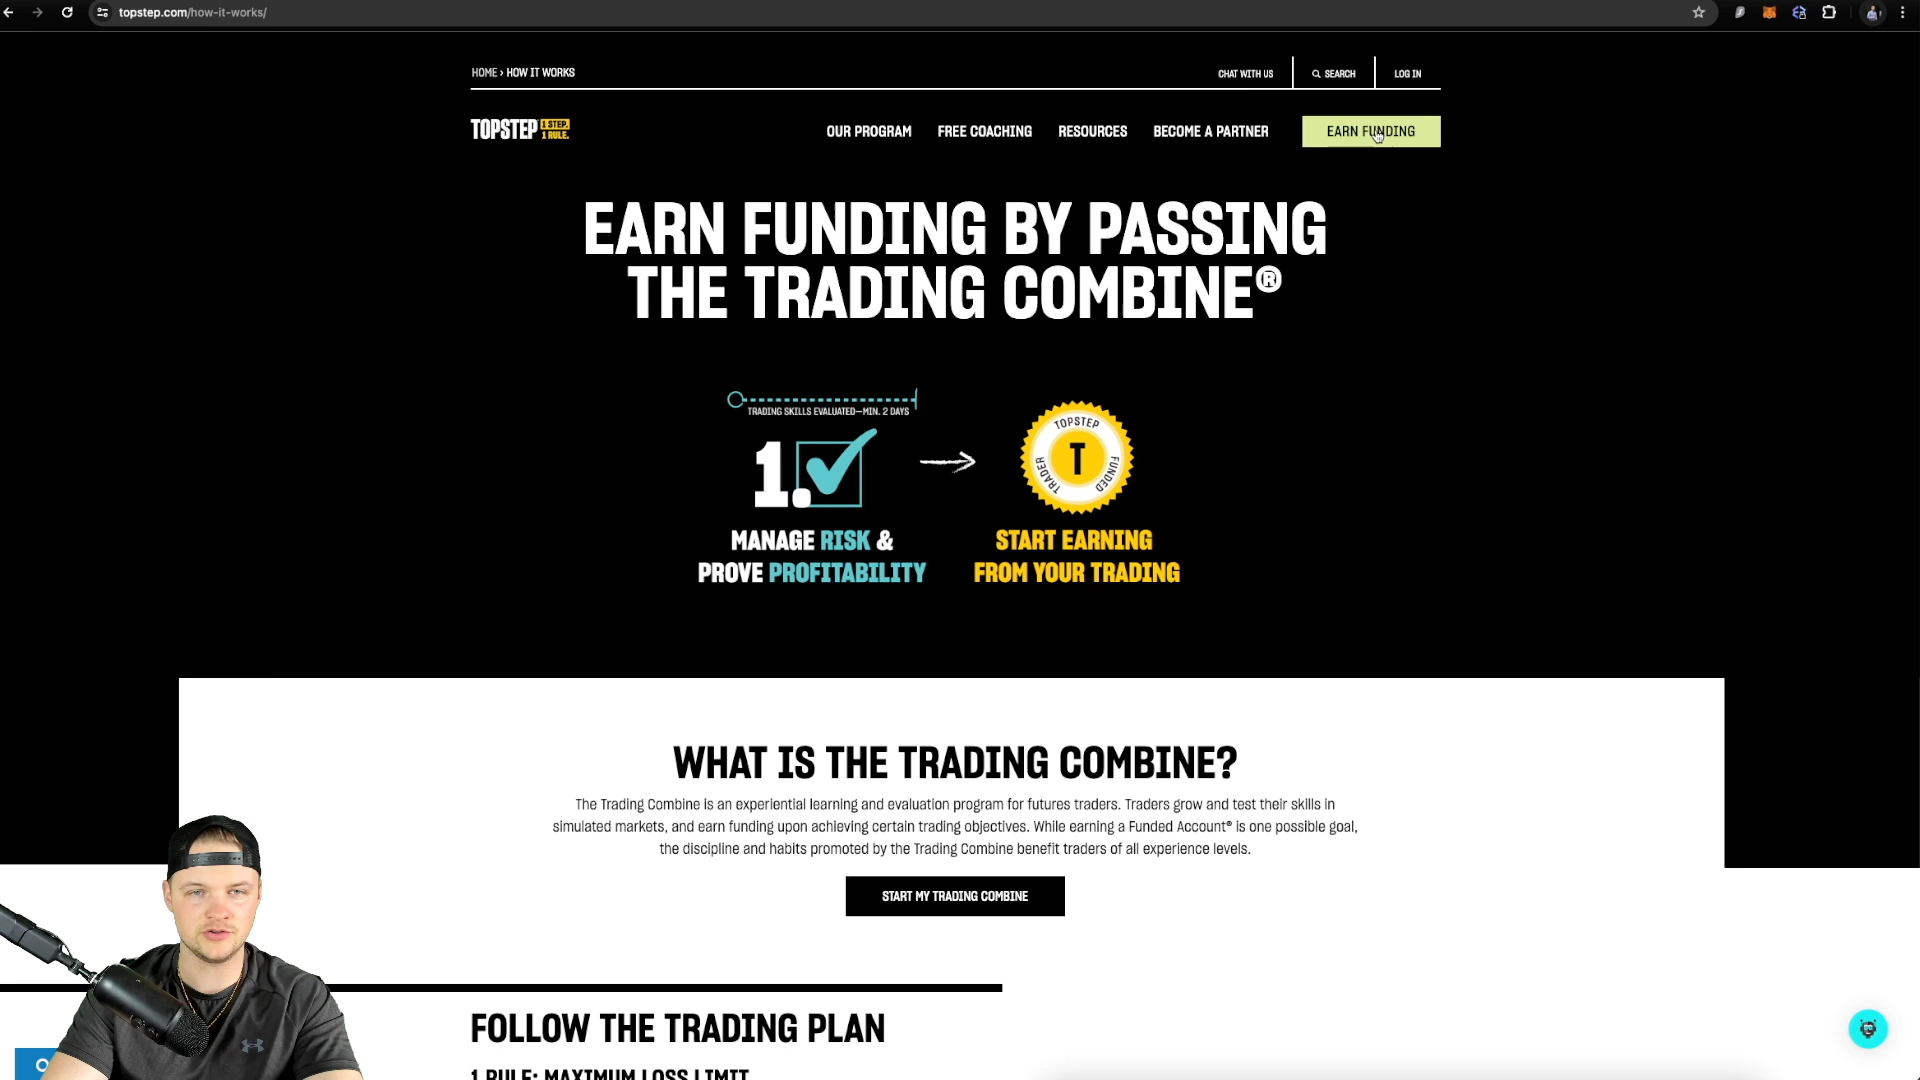 topstep.com/how-it-works/
HOME › HOW IT WORKS
CHAT WITH US
SEARCH
LOG IN
TOPSTEP 1 STEP. 1 RULE.
OUR PROGRAM
FREE COACHING
RESOURCES
BECOME A PARTNER
EARN FUNDING
EARN FUNDING BY PASSING
THE TRADING COMBINE®
TRADING SKILLS EVALUATED—MIN. 2 DAYS
1.
MANAGE RISK &
PROVE PROFITABILITY
TOPSTEP
T
FUNDED
TRADER
START EARNING
FROM YOUR TRADING
WHAT IS THE TRADING COMBINE?
The Trading Combine is an experiential learning and evaluation program for futures traders. Traders grow and test their skills in
simulated markets, and earn funding upon achieving certain trading objectives. While earning a Funded Account® is one possible goal,
the discipline and habits promoted by the Trading Combine benefit traders of all experience levels.
START MY TRADING COMBINE
FOLLOW THE TRADING PLAN
1 RULE: MAXIMUM LOSS LIMIT